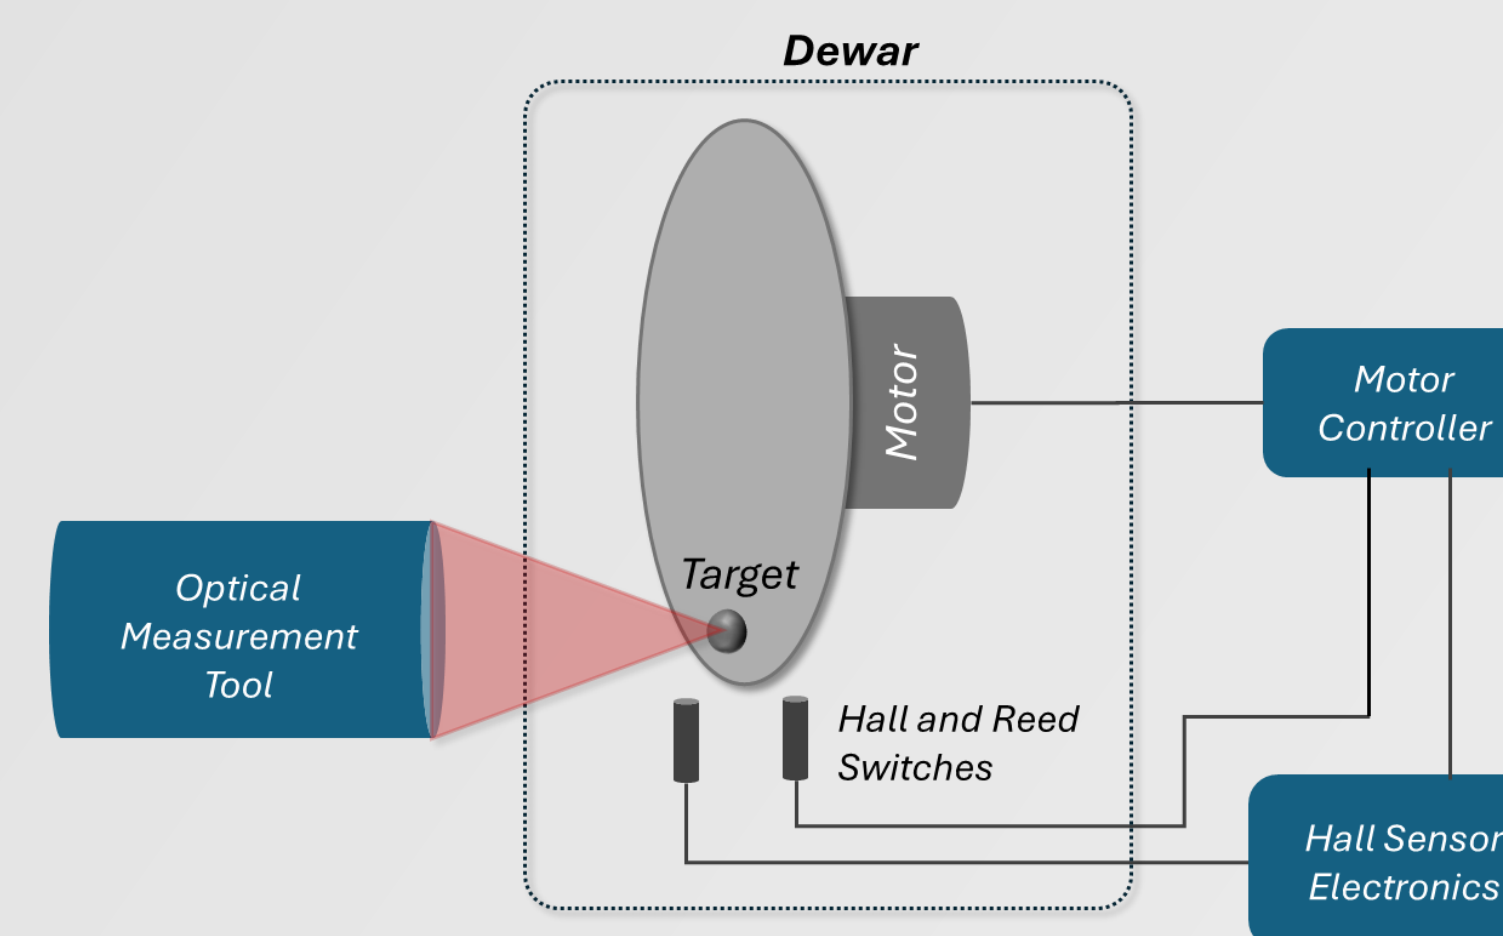 Dewar
Motor
Motor
Controller
Target
Optical
Measurement
Tool
Hall and Reed
Switches
Hall Sensor
Electronics